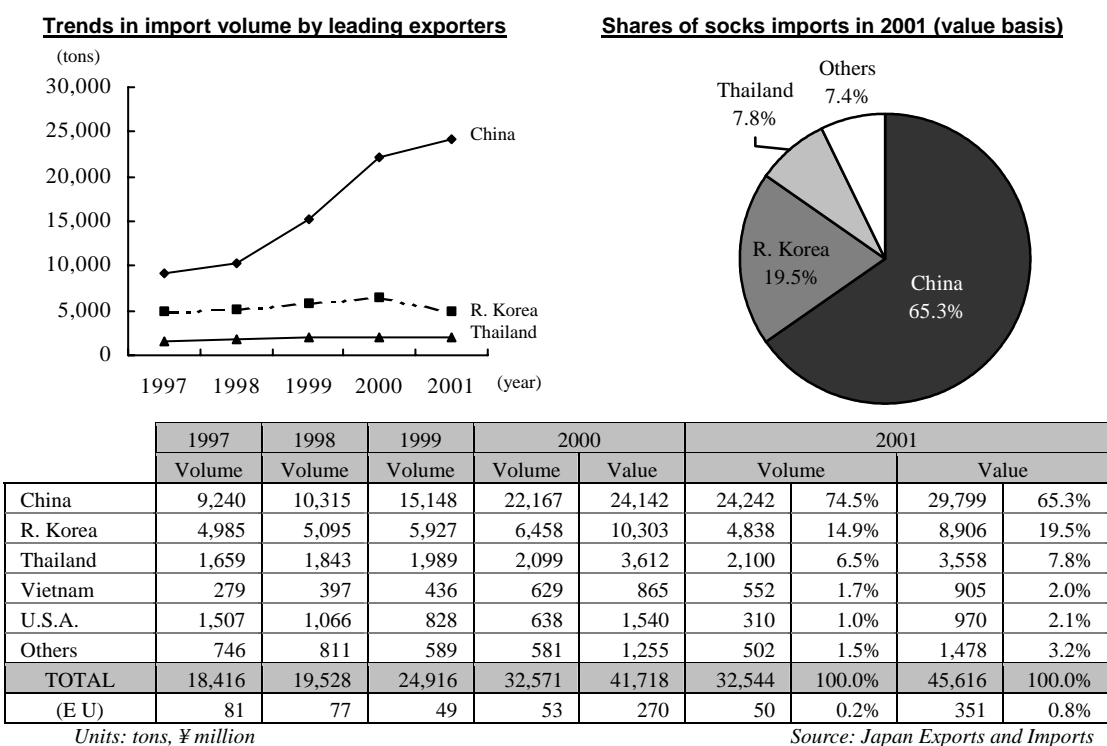 Trends in import volume by leading exporters
(tons)
30,000
25,000
20,000
15,000
10,000
5,000
0
China
R. Korea
Thailand
1997 1998 1999 2000 2001 (year)
Shares of socks imports in 2001 (value basis)
Others
7.4%
Thailand
7.8%
R. Korea
19.5%
China
65.3%
1997 1998 1999 2000 2001
Volume Volume Volume Volume Value Volume Value
China 9,240 10,315 15,148 22,167 24,142 24,242 74.5% 29,799 65.3%
R. Korea 4,985 5,095 5,927 6,458 10,303 4,838 14.9% 8,906 19.5%
Thailand 1,659 1,843 1,989 2,099 3,612 2,100 6.5% 3,558 7.8%
Vietnam 279 397 436 629 865 552 1.7% 905 2.0%
U.S.A. 1,507 1,066 828 638 1,540 310 1.0% 970 2.1%
Others 746 811 589 581 1,255 502 1.5% 1,478 3.2%
TOTAL 18,416 19,528 24,916 32,571 41,718 32,544 100.0% 45,616 100.0%
(E U) 81 77 49 53 270 50 0.2% 351 0.8%
Units: tons, ¥ million Source: Japan Exports and Imports